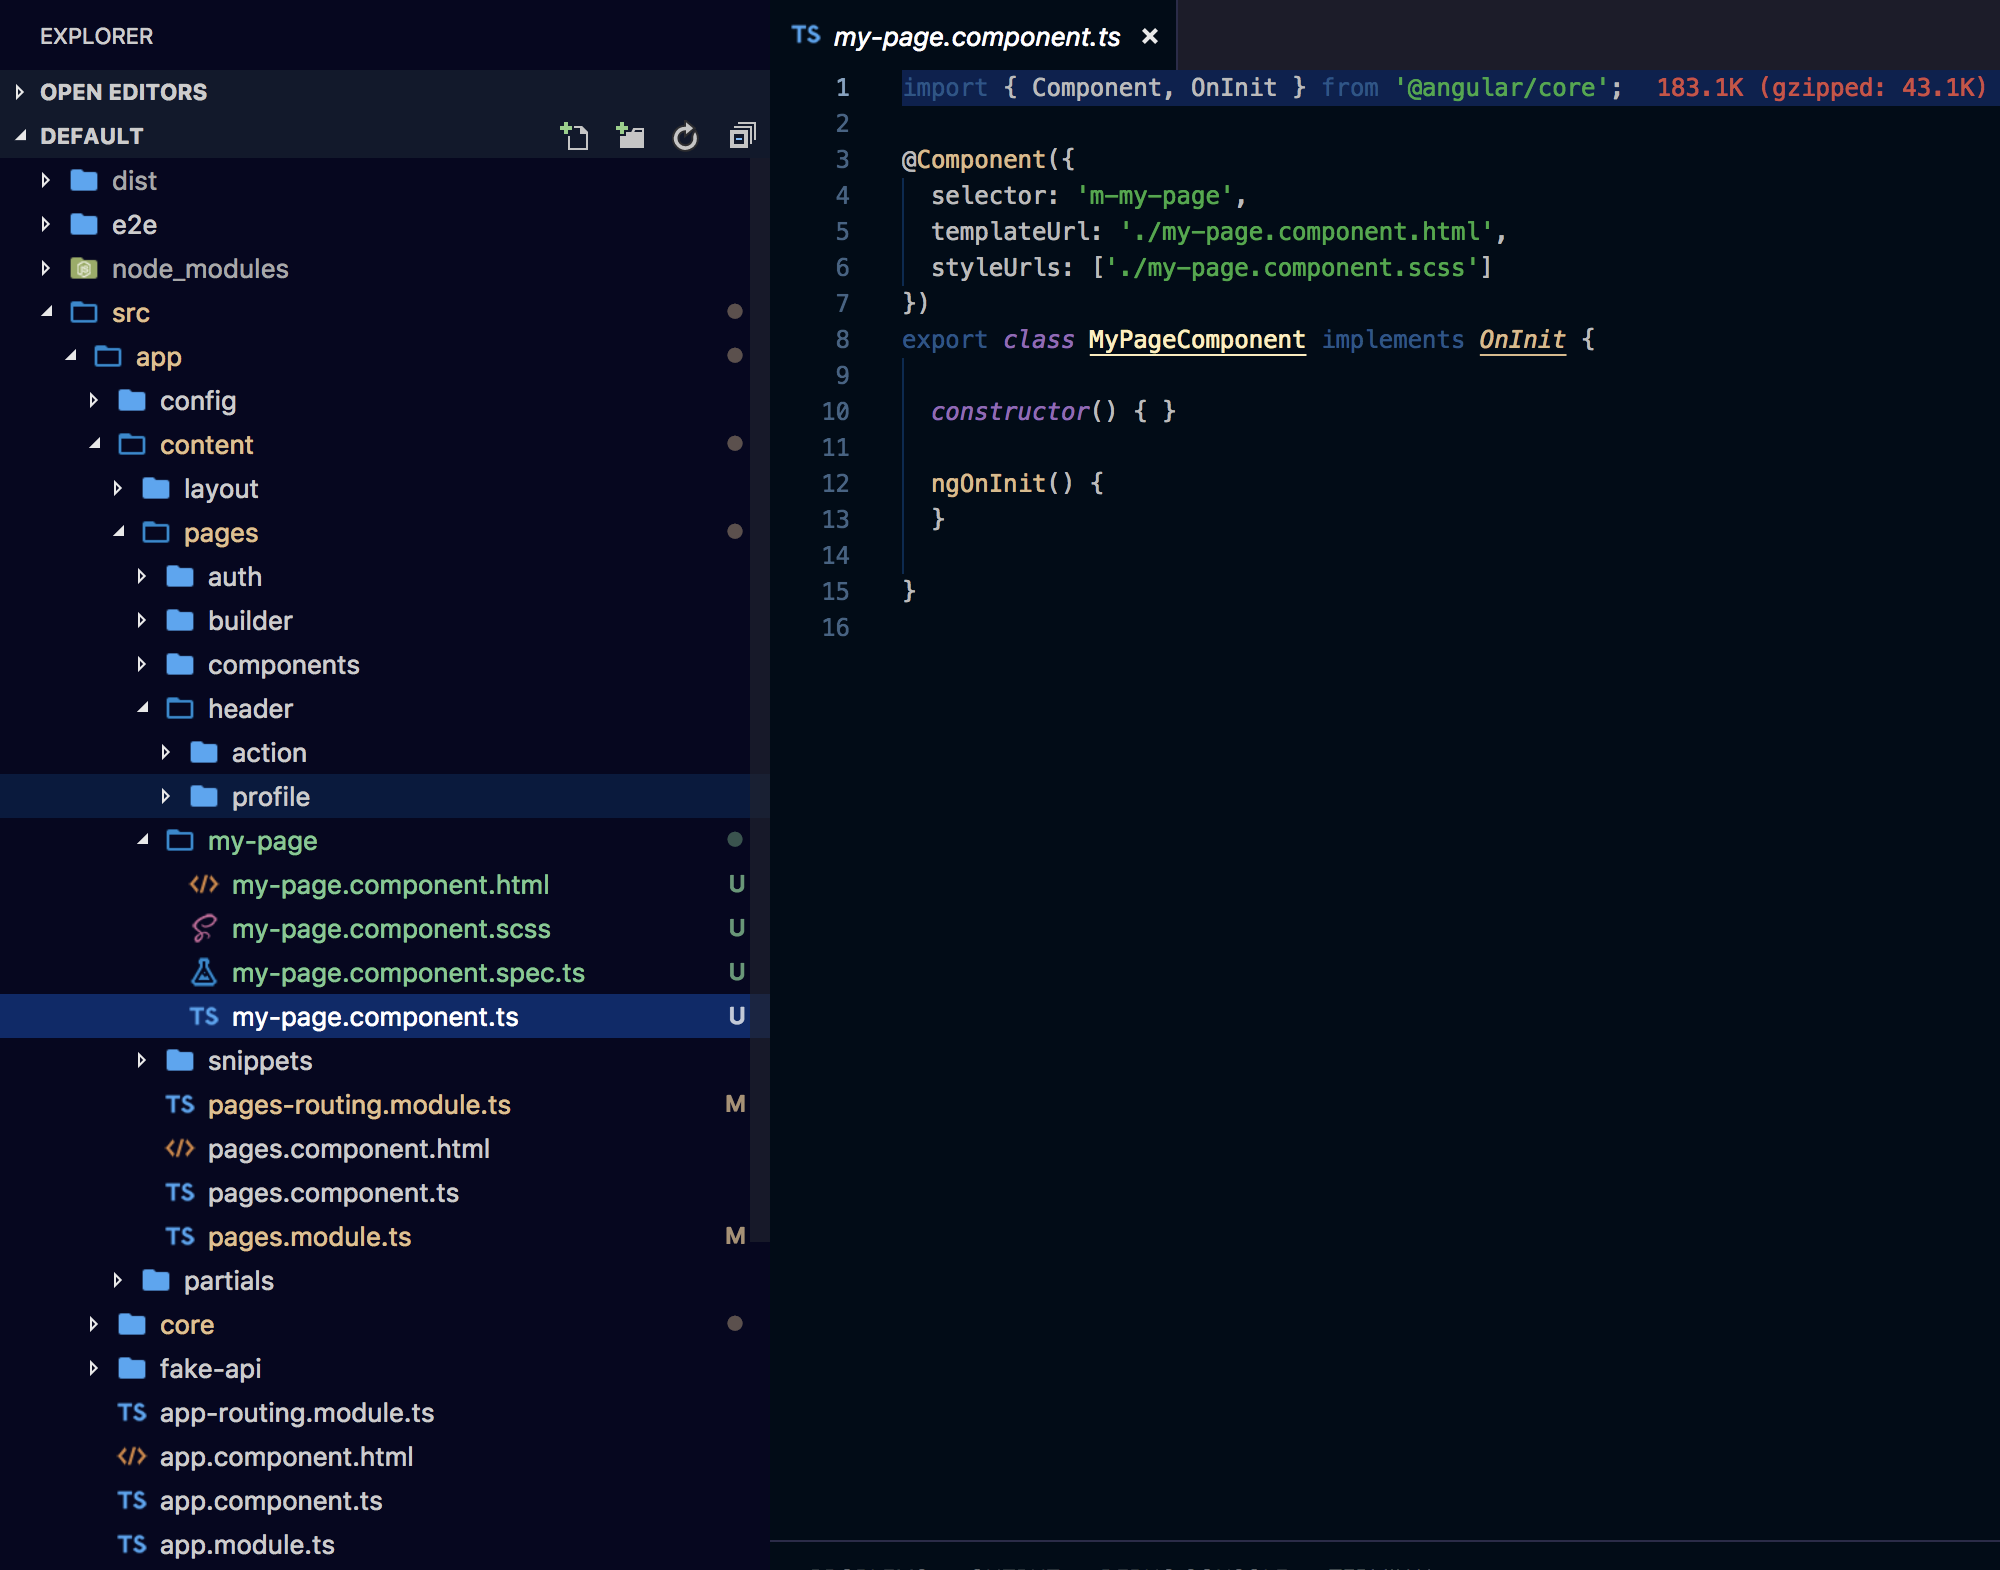 EXPLORER
OPEN EDITORS
DEFAULT
dist
e2e
node_modules
src
app
config
content
layout
pages
auth
builder
components
header
action
profile
my-page
my-page.component.html U
my-page.component.scss U
my-page.component.spec.ts U
TS my-page.component.ts U
snippets
TS pages-routing.module.ts M
pages.component.html
TS pages.component.ts
TS pages.module.ts M
partials
core
fake-api
TS app-routing.module.ts
app.component.html
TS app.component.ts
TS app.module.ts
TS my-page.component.ts ×
1 import { Component, OnInit } from '@angular/core'; 183.1K (gzipped: 43.1K)
2
3 @Component({
4 selector: 'm-my-page',
5 templateUrl: './my-page.component.html',
6 styleUrls: ['./my-page.component.scss']
7 })
8 export class MyPageComponent implements OnInit {
9
10 constructor() { }
11
12 ngOnInit() {
13 }
14
15 }
16